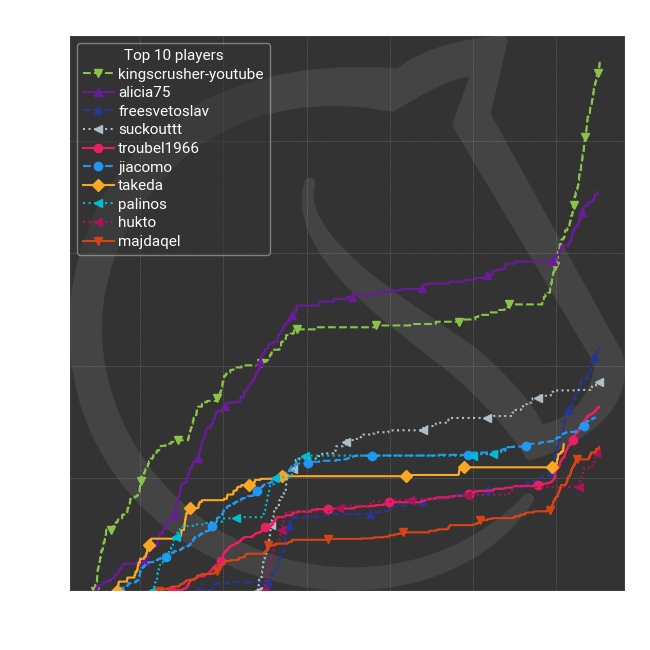 Top 10 players
kingscrusher-youtube
alicia75
freesvetoslav
suckouttt
troubel1966
jiacomo
takeda
palinos
hukto
majdaqel